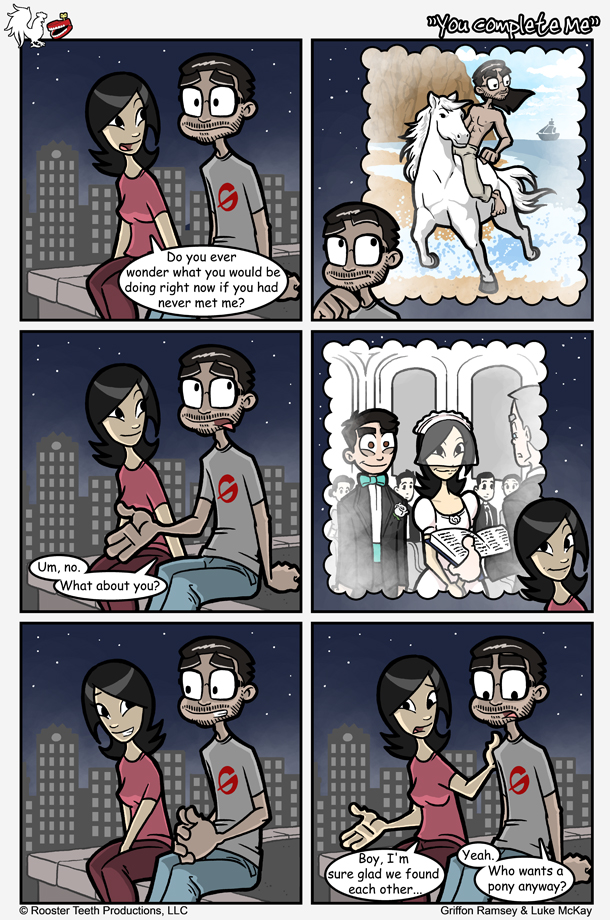 "You complete me"
Do you ever
wonder what you would be
doing right now if you had
never met me?
Um, no.
What about you?
Boy, I'm
sure glad we found
each other...
Yeah.
Who wants a
pony anyway?
© Rooster Teeth Productions, LLC
Griffon Ramsey & Luke McKay